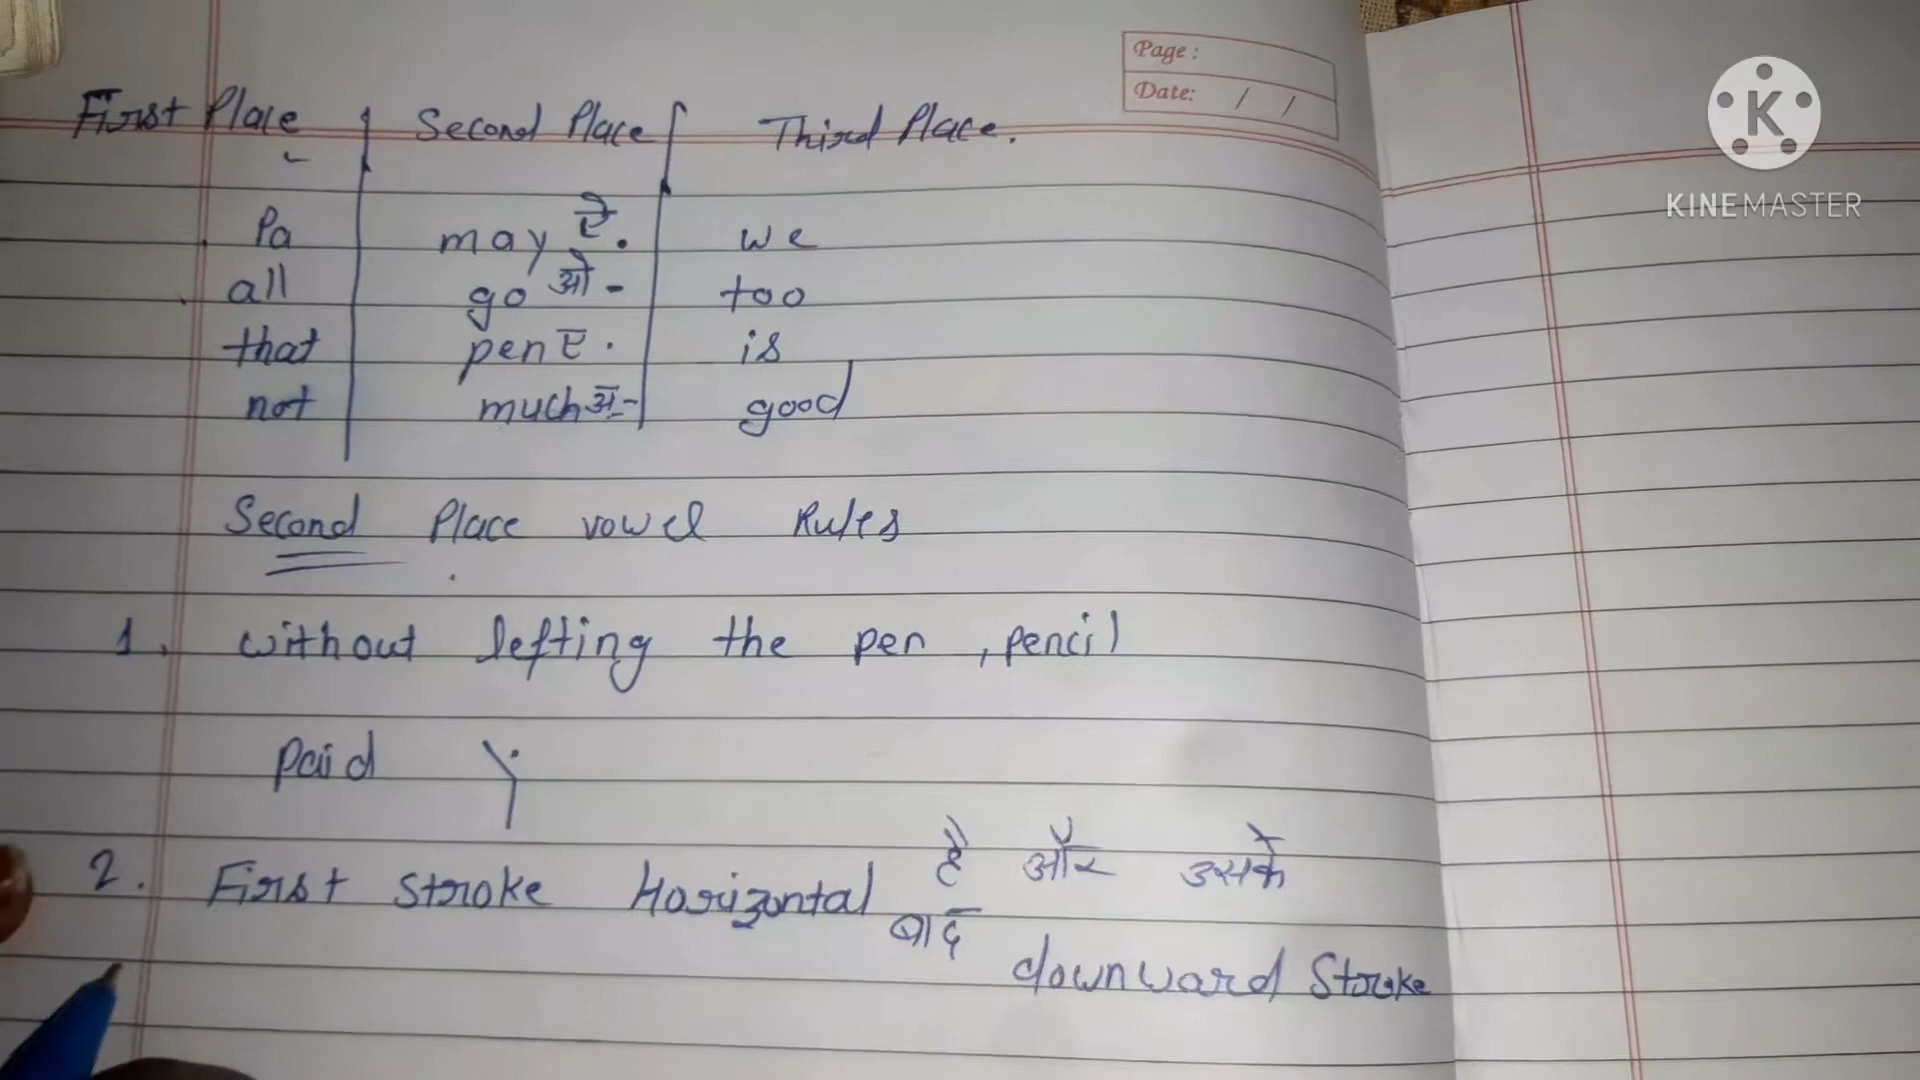 Page :
Date: / /
K
KINEMASTER
First Place Second Place Third Place.
Pa may ऐ . we
all go ओ - too
that pen ए . is
not much अ - good
Second Place vowel Rules
1. without lefting the pen , pencil
Paid
2. First Stroke Horizontal है और उसके
बाद downward Stroke